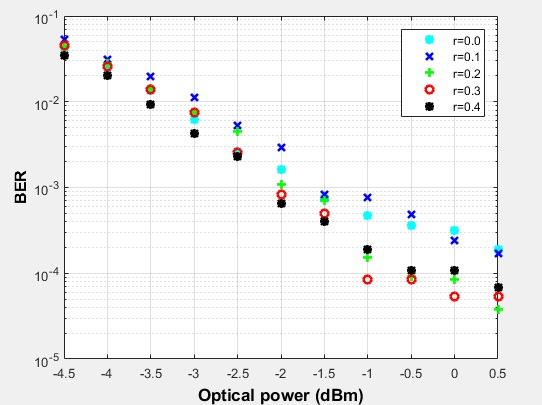 10^-1
10^-2
10^-3
10^-4
10^-5
BER
r=0.0
r=0.1
r=0.2
r=0.3
r=0.4
-4.5 -4 -3.5 -3 -2.5 -2 -1.5 -1 -0.5 0 0.5
Optical power (dBm)